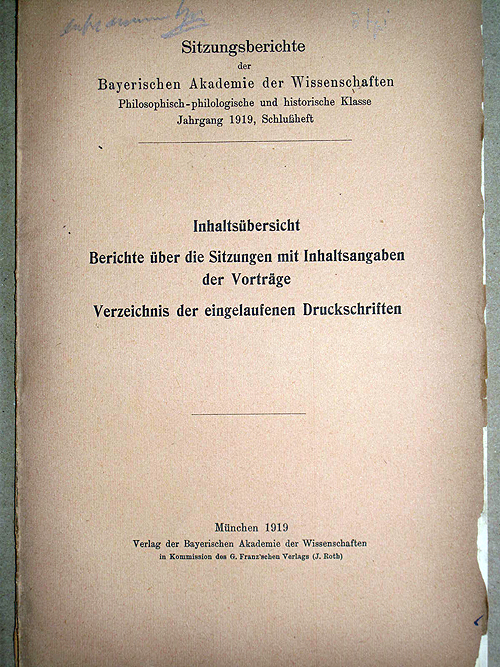 Sitzungsberichte
der
Bayerischen Akademie der Wissenschaften
Philosophisch-philologische und historische Klasse
Jahrgang 1919, Schlußheft
Inhaltsübersicht
Berichte über die Sitzungen mit Inhaltsangaben
der Vorträge
Verzeichnis der eingelaufenen Druckschriften
München 1919
Verlag der Bayerischen Akademie der Wissenschaften
in Kommission des G. Franz'schen Verlags (J. Roth)